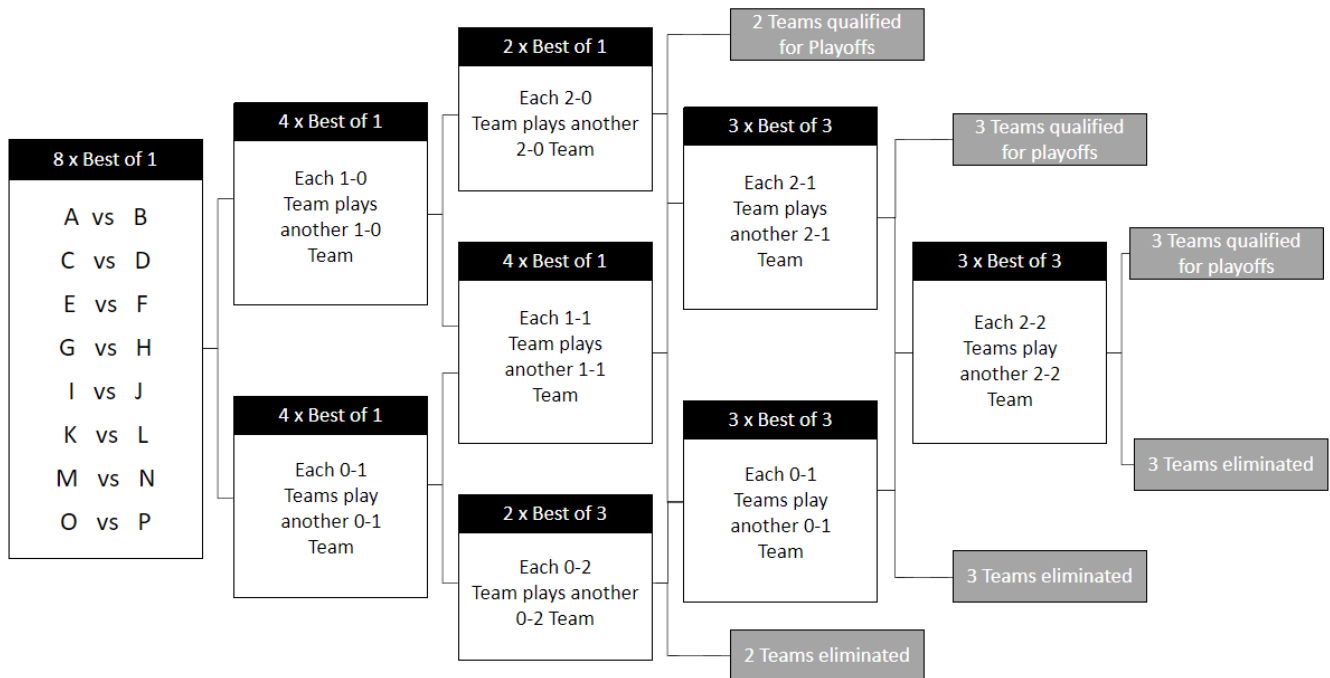 8 x Best of 1
A vs B
C vs D
E vs F
G vs H
I vs J
K vs L
M vs N
O vs P
4 x Best of 1
Each 1-0
Team plays
another 1-0
Team
4 x Best of 1
Each 0-1
Teams play
another 0-1
Team
2 x Best of 1
Each 2-0
Team plays another
2-0 Team
4 x Best of 1
Each 1-1
Team plays
another 1-1
Team
2 x Best of 3
Each 0-2
Team plays another
0-2 Team
2 Teams qualified
for Playoffs
3 x Best of 3
Each 2-1
Team plays
another 2-1
Team
3 x Best of 3
Each 0-1
Teams play
another 0-1
Team
2 Teams eliminated
3 Teams qualified
for playoffs
3 x Best of 3
Each 2-2
Teams play
another 2-2
Team
3 Teams eliminated
3 Teams qualified
for playoffs
3 Teams eliminated